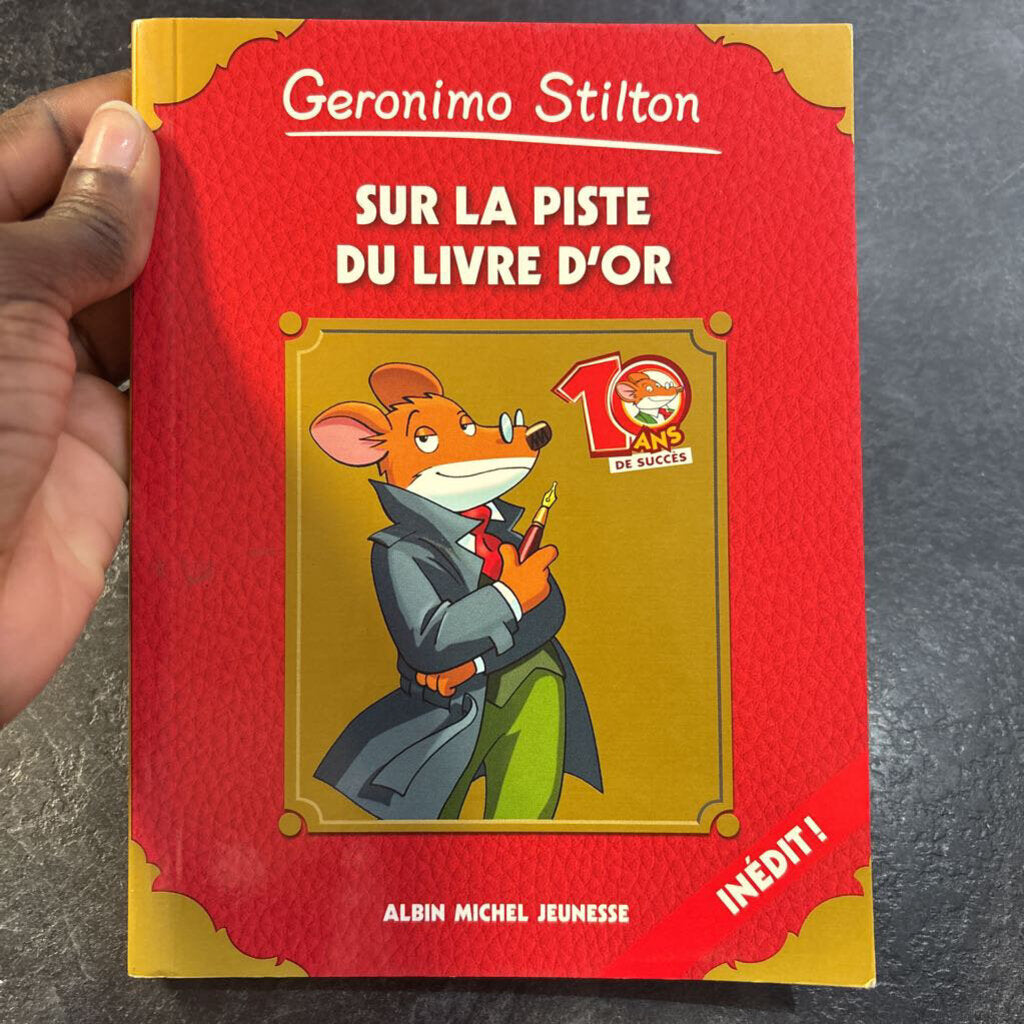 Geronimo Stilton
SUR LA PISTE
DU LIVRE D'OR
10
ANS
DE SUCCÈS
INÉDIT !
ALBIN MICHEL JEUNESSE